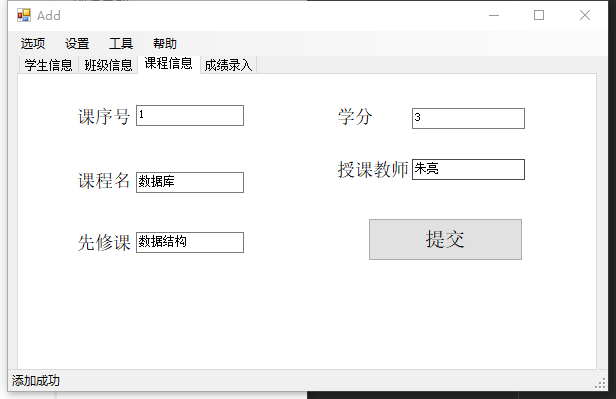 Add
选项 设置 工具 帮助
学生信息 班级信息 课程信息 成绩录入
课序号 1 学分 3
授课教师 朱亮
课程名 数据库
先修课 数据结构
提交
添加成功